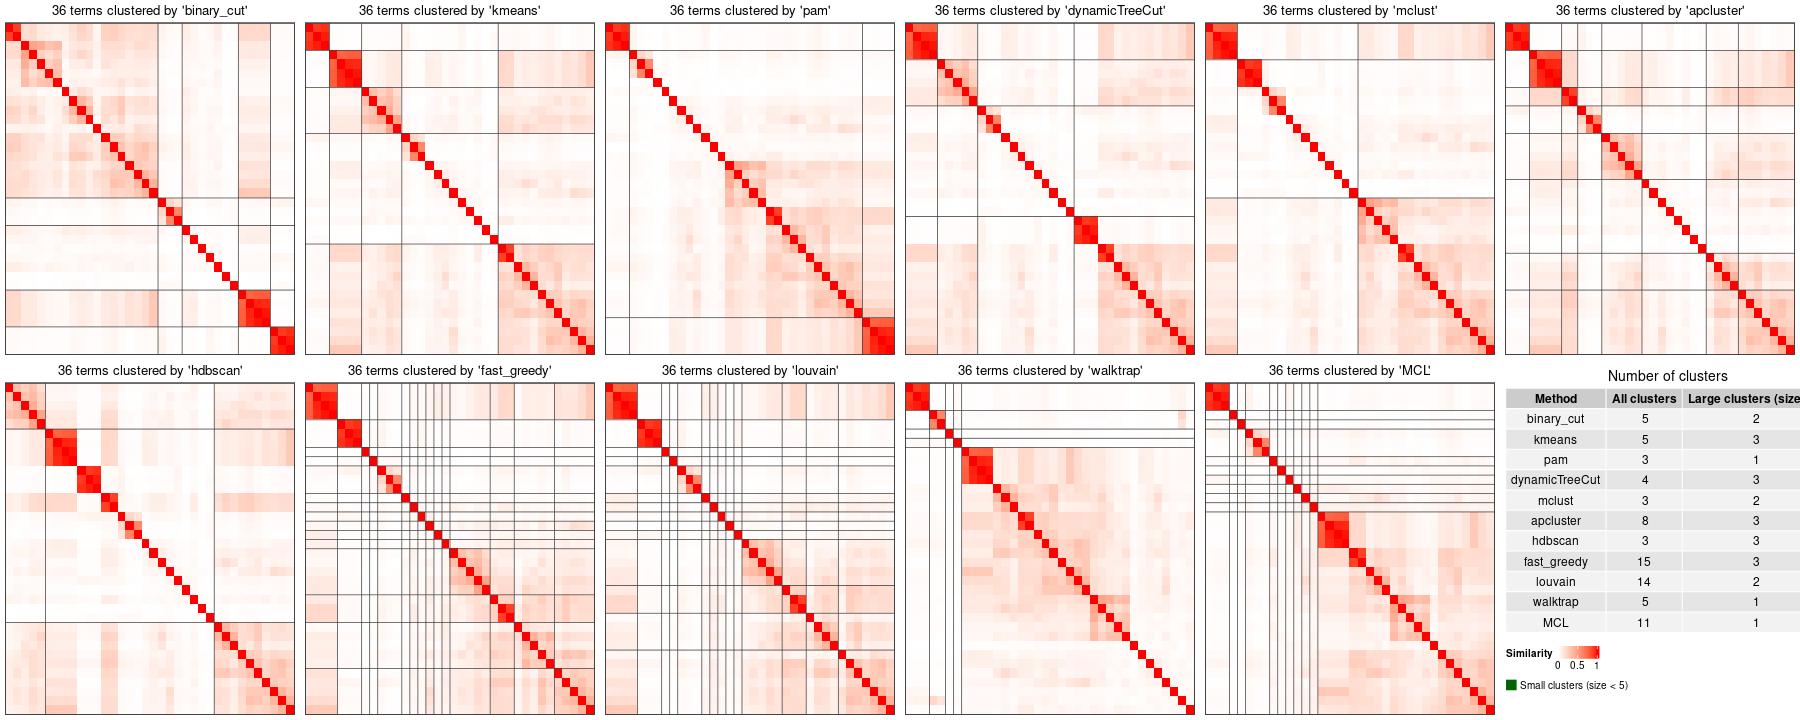 36 terms clustered by 'binary_cut'
36 terms clustered by 'kmeans'
36 terms clustered by 'pam'
36 terms clustered by 'dynamicTreeCut'
36 terms clustered by 'mclust'
36 terms clustered by 'apcluster'
36 terms clustered by 'hdbscan'
36 terms clustered by 'fast_greedy'
36 terms clustered by 'louvain'
36 terms clustered by 'walktrap'
36 terms clustered by 'MCL'
Number of clusters
Method All clusters Large clusters (size
binary_cut 5 2
kmeans 5 3
pam 3 1
dynamicTreeCut 4 3
mclust 3 2
apcluster 8 3
hdbscan 3 3
fast_greedy 15 3
louvain 14 2
walktrap 5 1
MCL 11 1
Similarity
0 0.5 1
Small clusters (size < 5)